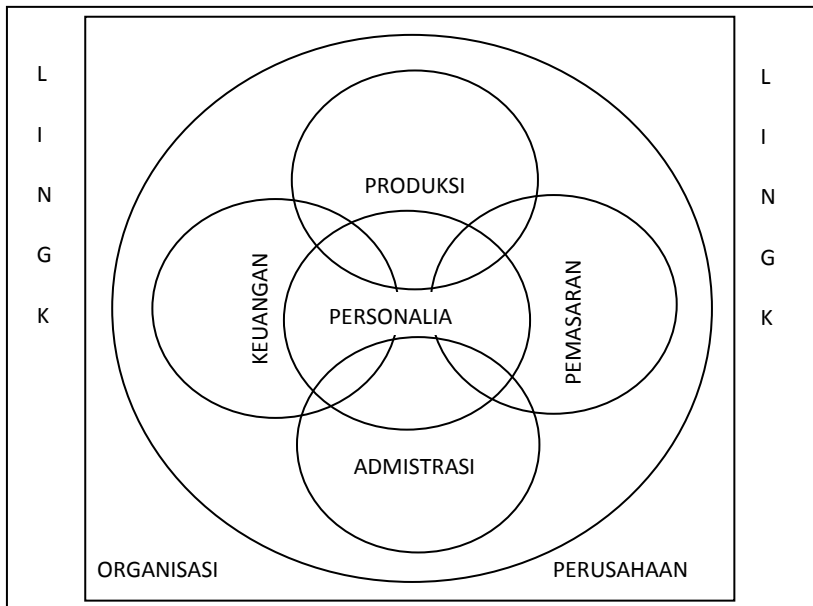 L
I
N
G
K
PRODUKSI
KEUANGAN
PERSONALIA
PEMASARAN
ADMISTRASI
ORGANISASI
PERUSAHAAN
L
I
N
G
K